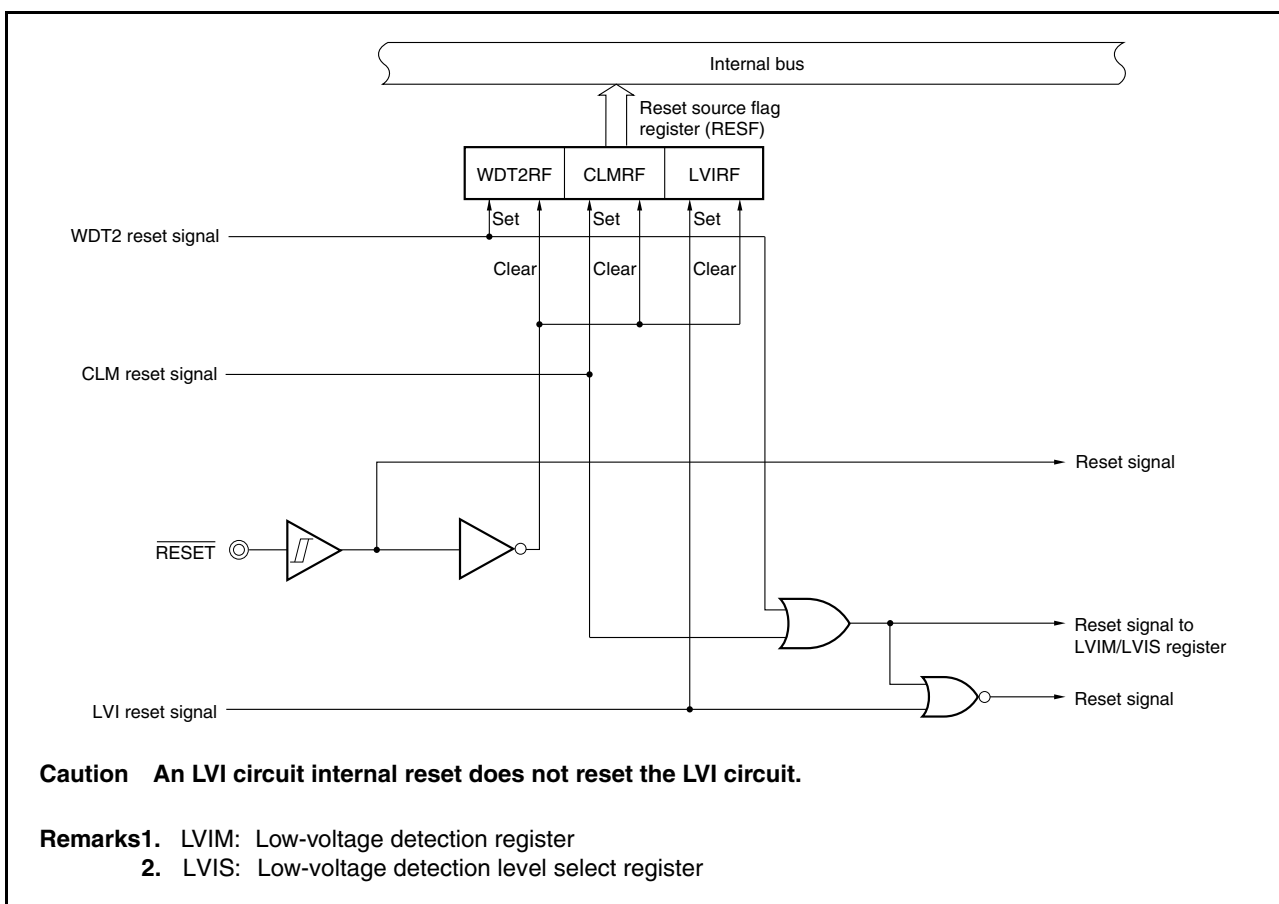 Internal bus
Reset source flag
register (RESF)
WDT2RF CLMRF LVIRF
Set Set Set
WDT2 reset signal
Clear Clear Clear
CLM reset signal
Reset signal
RESET
Reset signal to
LVIM/LVIS register
Reset signal
LVI reset signal
Caution An LVI circuit internal reset does not reset the LVI circuit.
Remarks1. LVIM: Low-voltage detection register
2. LVIS: Low-voltage detection level select register